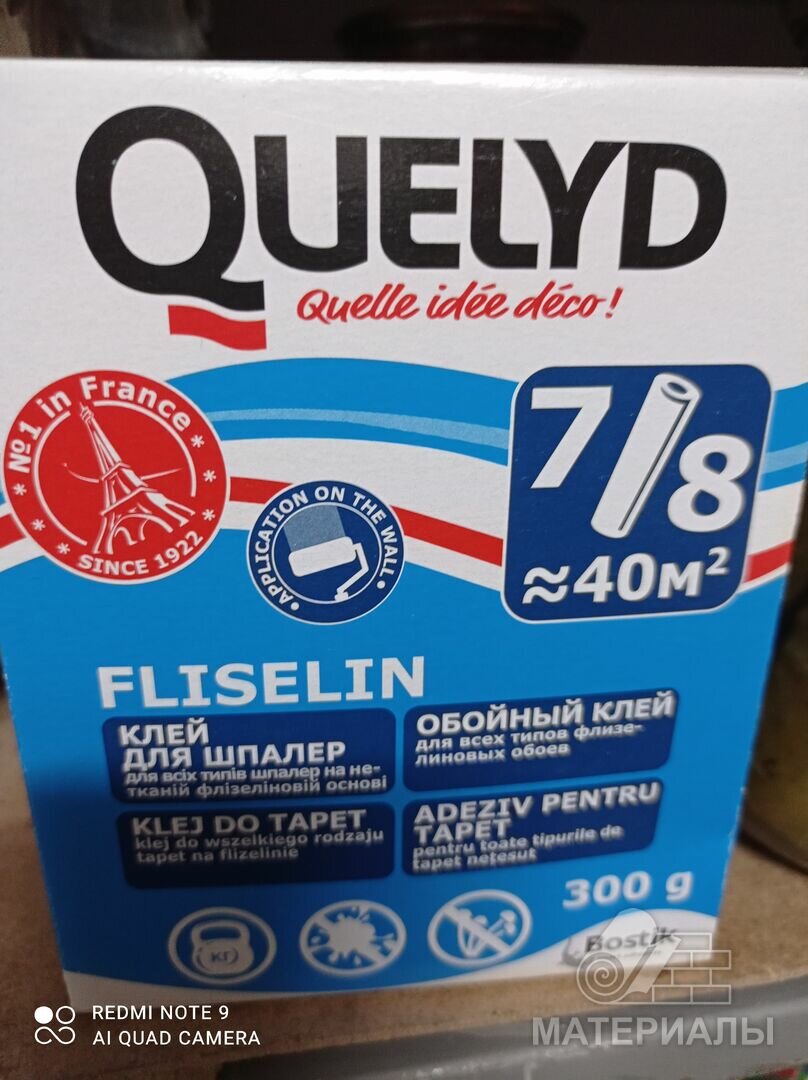 QUELYD
Quelle idée déco!
№1 in France
SINCE 1922
APPLICATION ON THE WALL
7/8
≈40м²
FLISELIN
КЛЕЙ
ДЛЯ ШПАЛЕР
для всіх типів шпалер на не-
тканій флізеліновій основі
ОБОЙНЫЙ КЛЕЙ
для всех типов флизе-
линовых обоев
KLEJ DO TAPET
klej do wszelkiego rodzaju
tapet na flizelinie
ADEZIV PENTRU
TAPET
pentru toate tipurile de
tapet nețesut
300 g
КГ
Bostik
МАТЕРИАЛЫ
REDMI NOTE 9
AI QUAD CAMERA